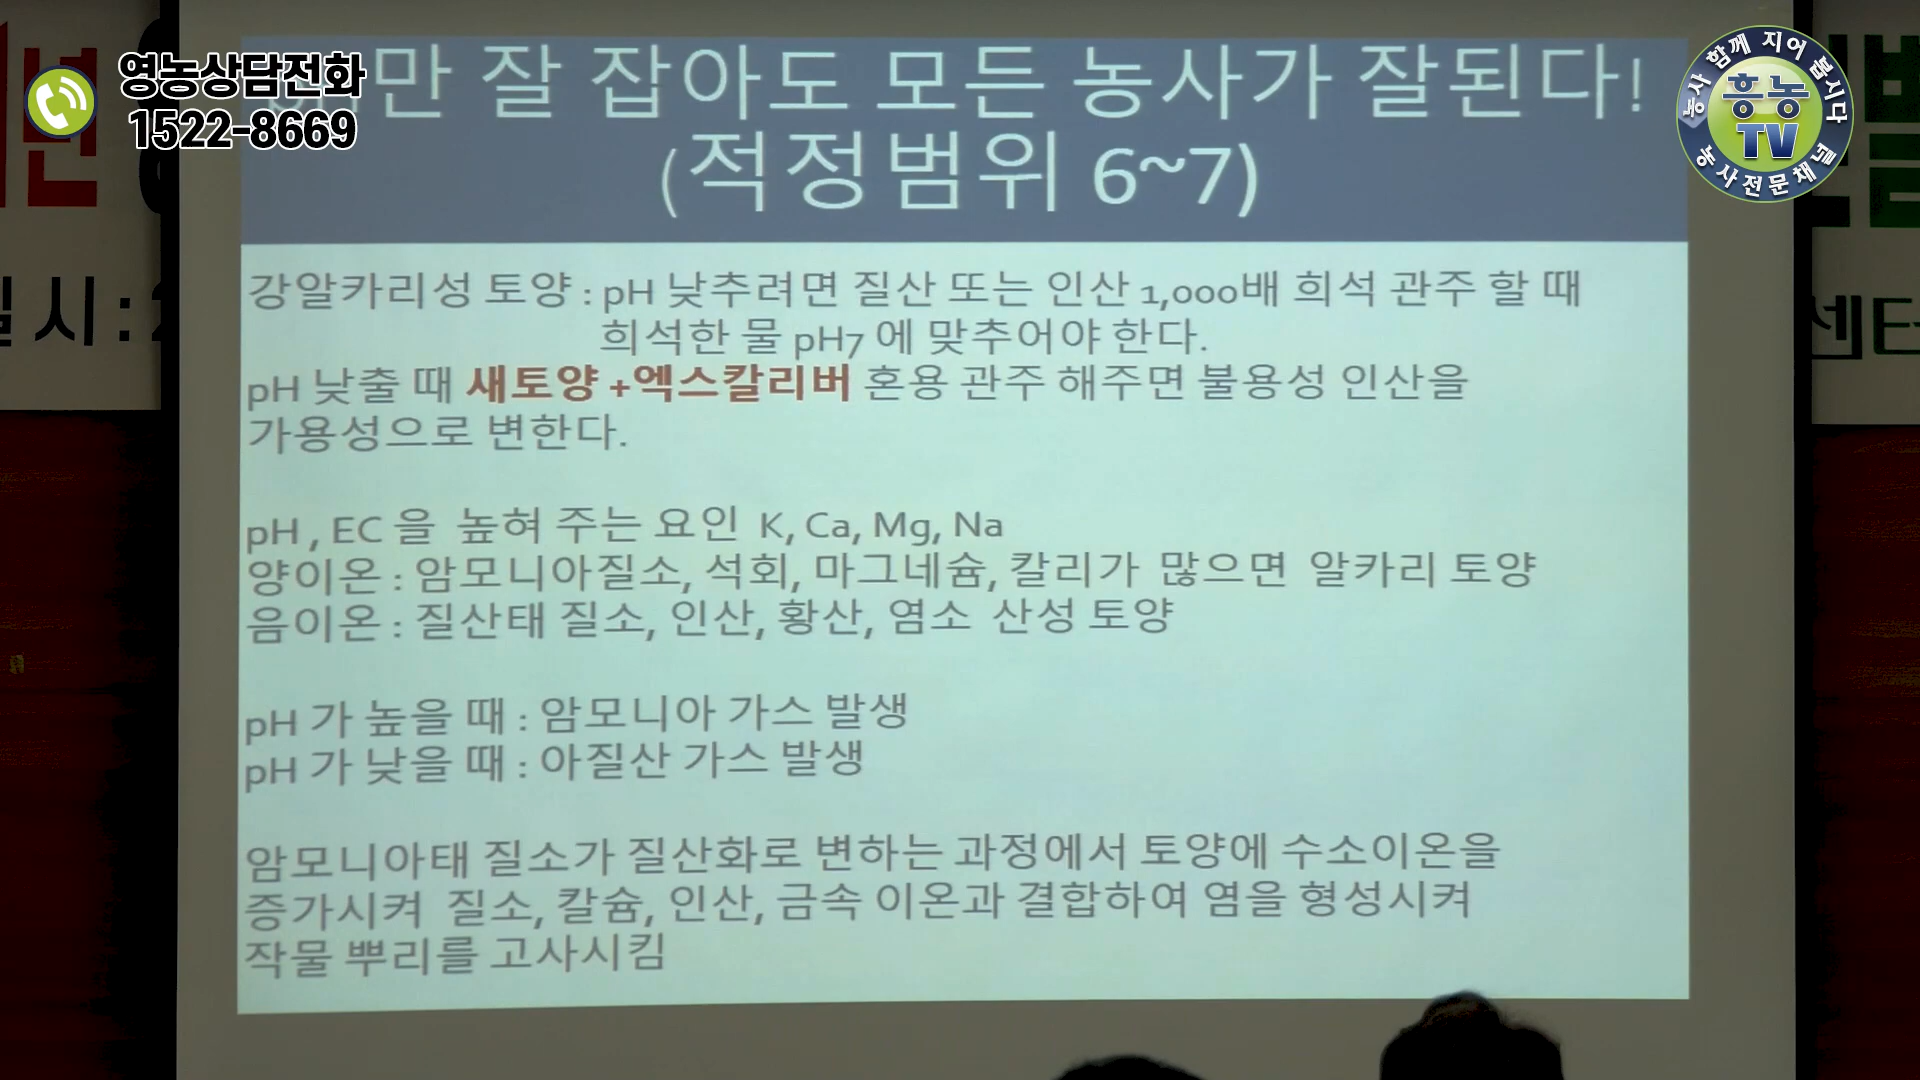 영농상담전화
1522-8669
만 잘 잡아도 모든 농사가 잘된다!
(적정범위 6~7)
농사 함께 지어 봅시다
흥농
TV
농사전문채널
시:
센터
강알카리성 토양 : pH 낮추려면 질산 또는 인산 1,000배 희석 관주 할 때
희석한 물 pH7 에 맞추어야 한다.
pH 낮출 때 새토양 +엑스칼리버 혼용 관주 해주면 불용성 인산을
가용성으로 변한다.
pH , EC 을 높혀 주는 요인 K, Ca, Mg, Na
양이온 : 암모니아질소, 석회, 마그네슘, 칼리가 많으면 알카리 토양
음이온 : 질산태 질소, 인산, 황산, 염소 산성 토양
pH 가 높을 때 : 암모니아 가스 발생
pH 가 낮을 때 : 아질산 가스 발생
암모니아태 질소가 질산화로 변하는 과정에서 토양에 수소이온을
증가시켜 질소, 칼슘, 인산, 금속 이온과 결합하여 염을 형성시켜
작물 뿌리를 고사시킴